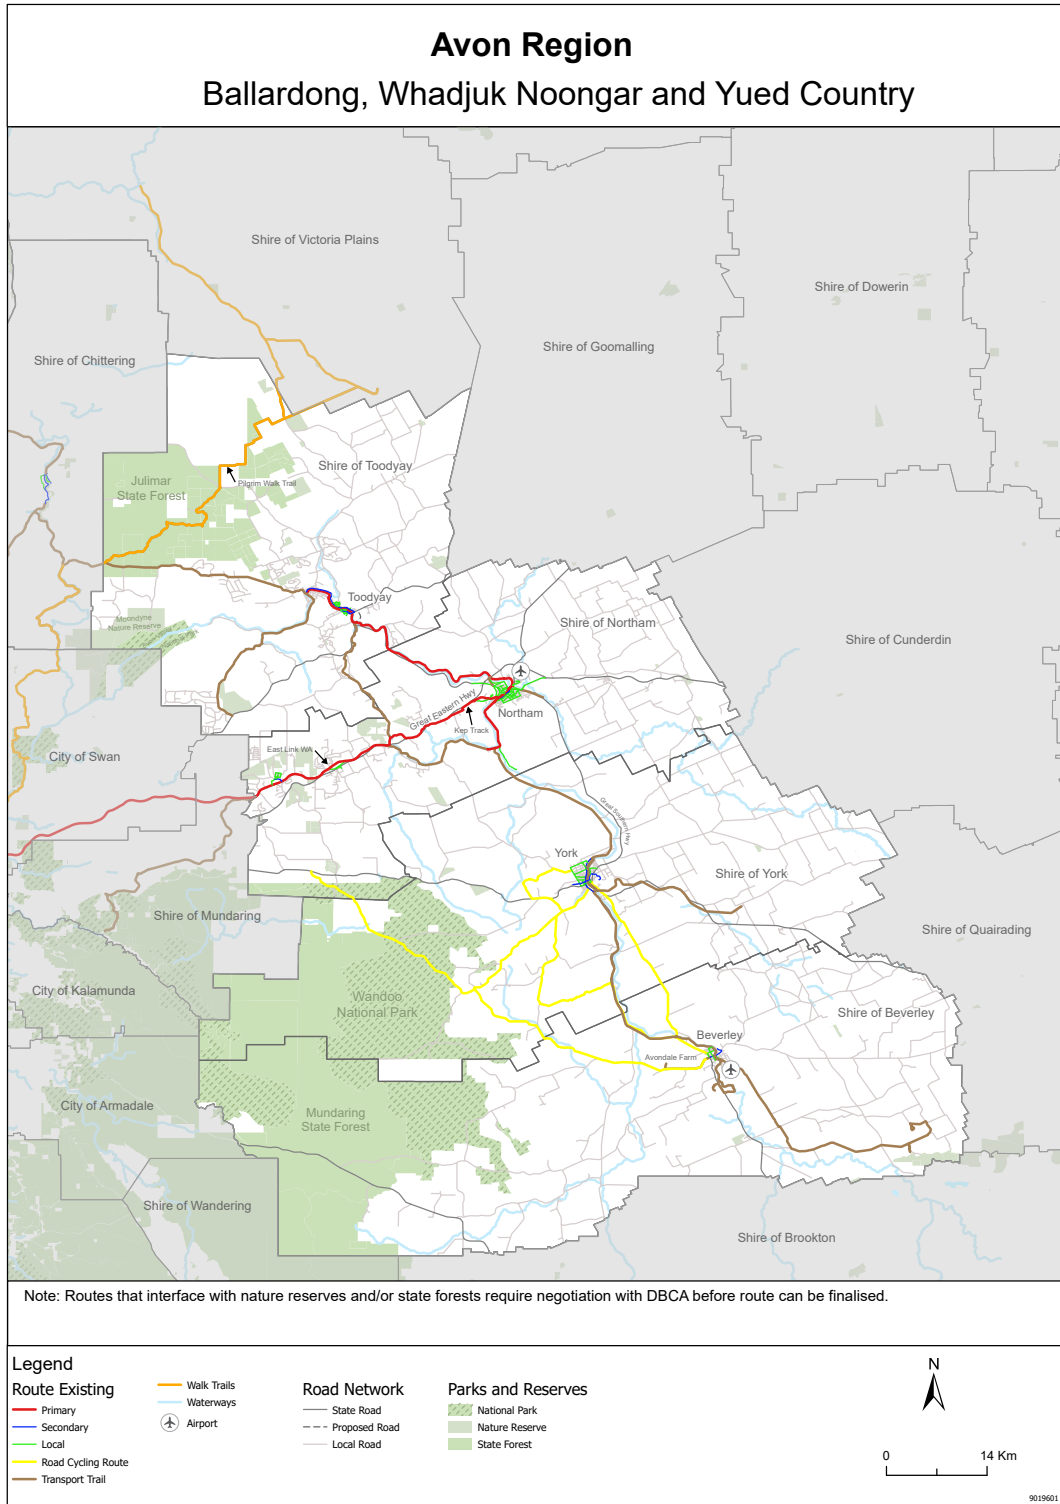 Avon Region
Ballardong, Whadjuk Noongar and Yued Country
Shire of Victoria Plains
Shire of Dowerin
Shire of Goomalling
Shire of Chittering
Shire of Toodyay
Julimar
State Forest
Pilgrim Walk Trail
Toodyay
Moondyne
Nature Reserve
Shire of Northam
Shire of Cunderdin
Great Eastern Hwy
Northam
Kep Track
East Link WA
City of Swan
Great Southern Hwy
York
Shire of York
Shire of Mundaring
Shire of Quairading
City of Kalamunda
Wandoo
National Park
Shire of Beverley
Beverley
Avondale Farm
City of Armadale
Mundaring
State Forest
Shire of Wandering
Shire of Brookton
Note: Routes that interface with nature reserves and/or state forests require negotiation with DBCA before route can be finalised.
Legend
Route Existing
Primary
Secondary
Local
Road Cycling Route
Transport Trail
Walk Trails
Waterways
Airport
Road Network
State Road
Proposed Road
Local Road
Parks and Reserves
National Park
Nature Reserve
State Forest
N
0 14 Km
9019601